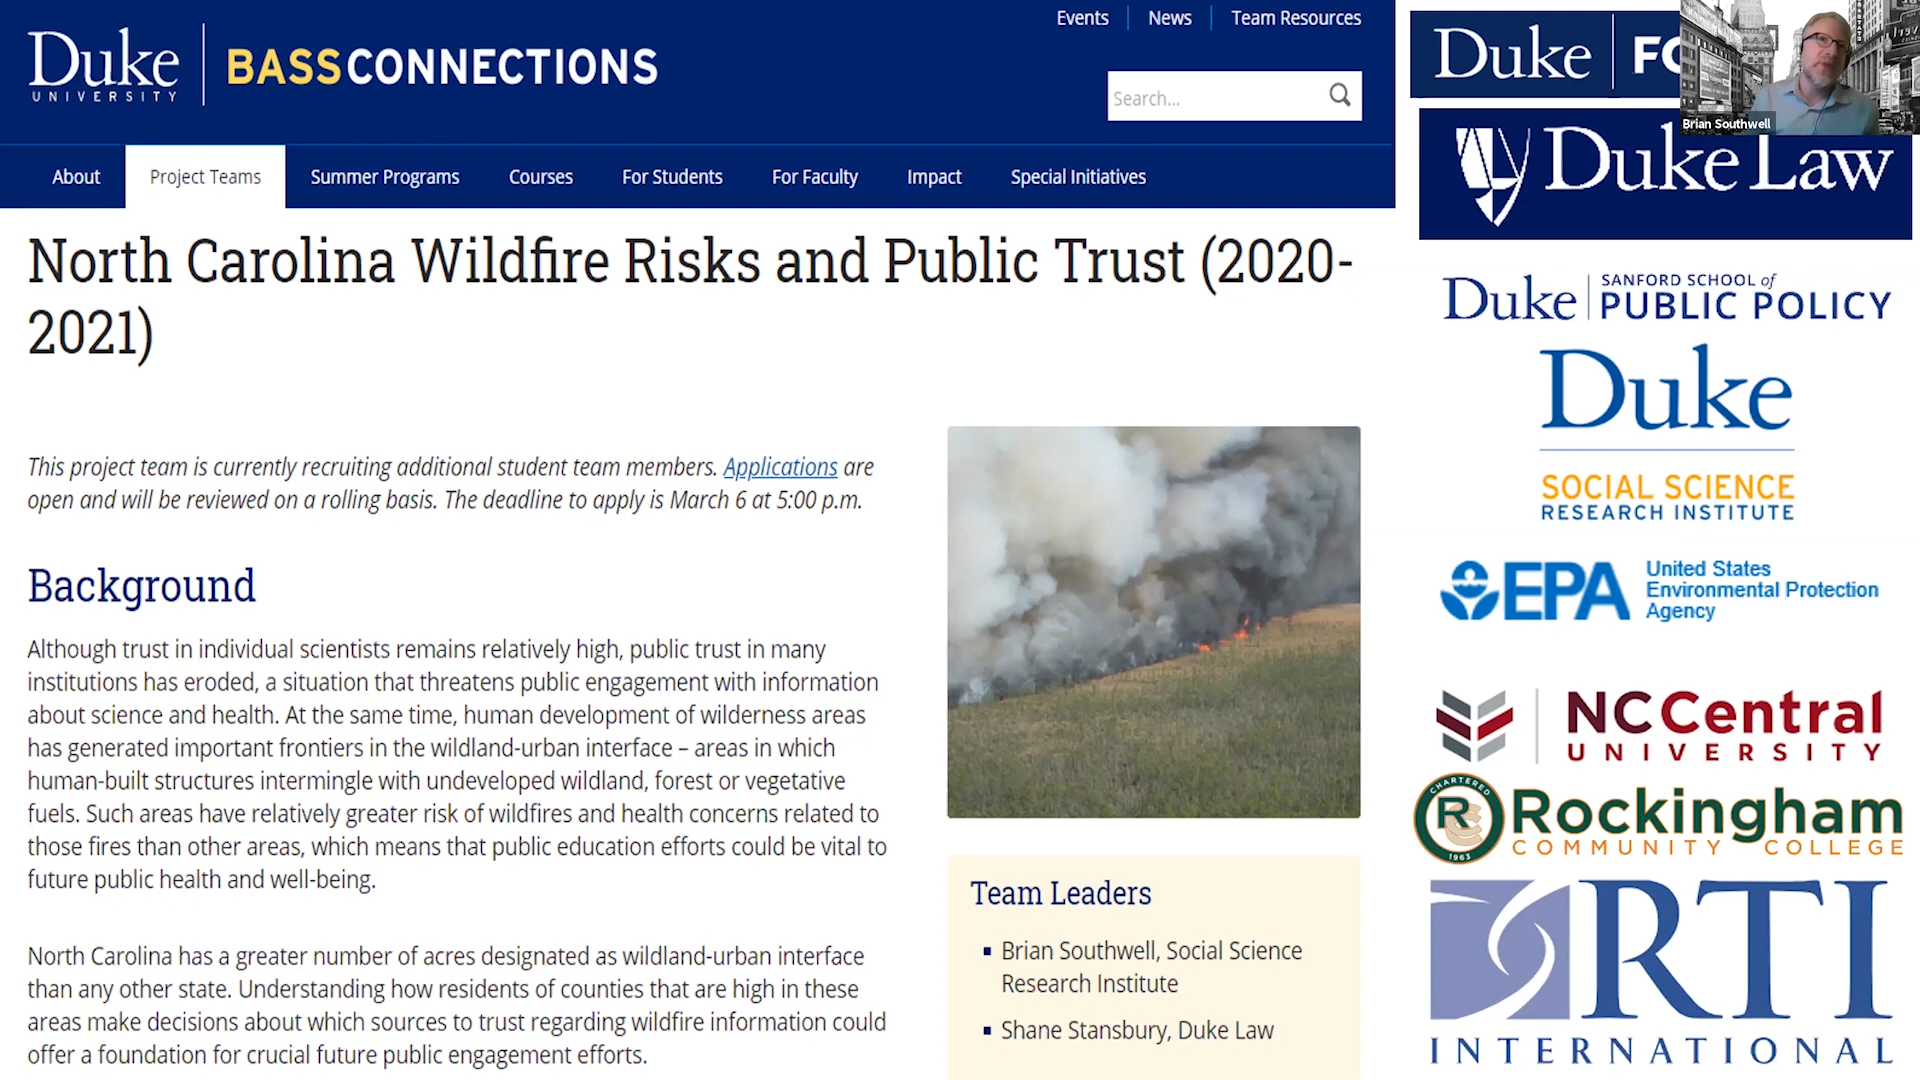 Duke
UNIVERSITY
BASSCONNECTIONS
Events
News
Team Resources
Search...
About
Project Teams
Summer Programs
Courses
For Students
For Faculty
Impact
Special Initiatives
North Carolina Wildfire Risks and Public Trust (2020-
2021)
This project team is currently recruiting additional student team members. Applications are
open and will be reviewed on a rolling basis. The deadline to apply is March 6 at 5:00 p.m.
Background
Although trust in individual scientists remains relatively high, public trust in many
institutions has eroded, a situation that threatens public engagement with information
about science and health. At the same time, human development of wilderness areas
has generated important frontiers in the wildland-urban interface – areas in which
human-built structures intermingle with undeveloped wildland, forest or vegetative
fuels. Such areas have relatively greater risk of wildfires and health concerns related to
those fires than other areas, which means that public education efforts could be vital to
future public health and well-being.
North Carolina has a greater number of acres designated as wildland-urban interface
than any other state. Understanding how residents of counties that are high in these
areas make decisions about which sources to trust regarding wildfire information could
offer a foundation for crucial future public engagement efforts.
Team Leaders
Brian Southwell, Social Science
Research Institute
Shane Stansbury, Duke Law
Duke
Brian Southwell
Duke Law
Duke
SANFORD SCHOOL of
PUBLIC POLICY
Duke
SOCIAL SCIENCE
RESEARCH INSTITUTE
EPA
United States
Environmental Protection
Agency
NCCentral
UNIVERSITY
CHARTERED
R
1963
Rockingham
COMMUNITY COLLEGE
RTI
INTERNATIONAL